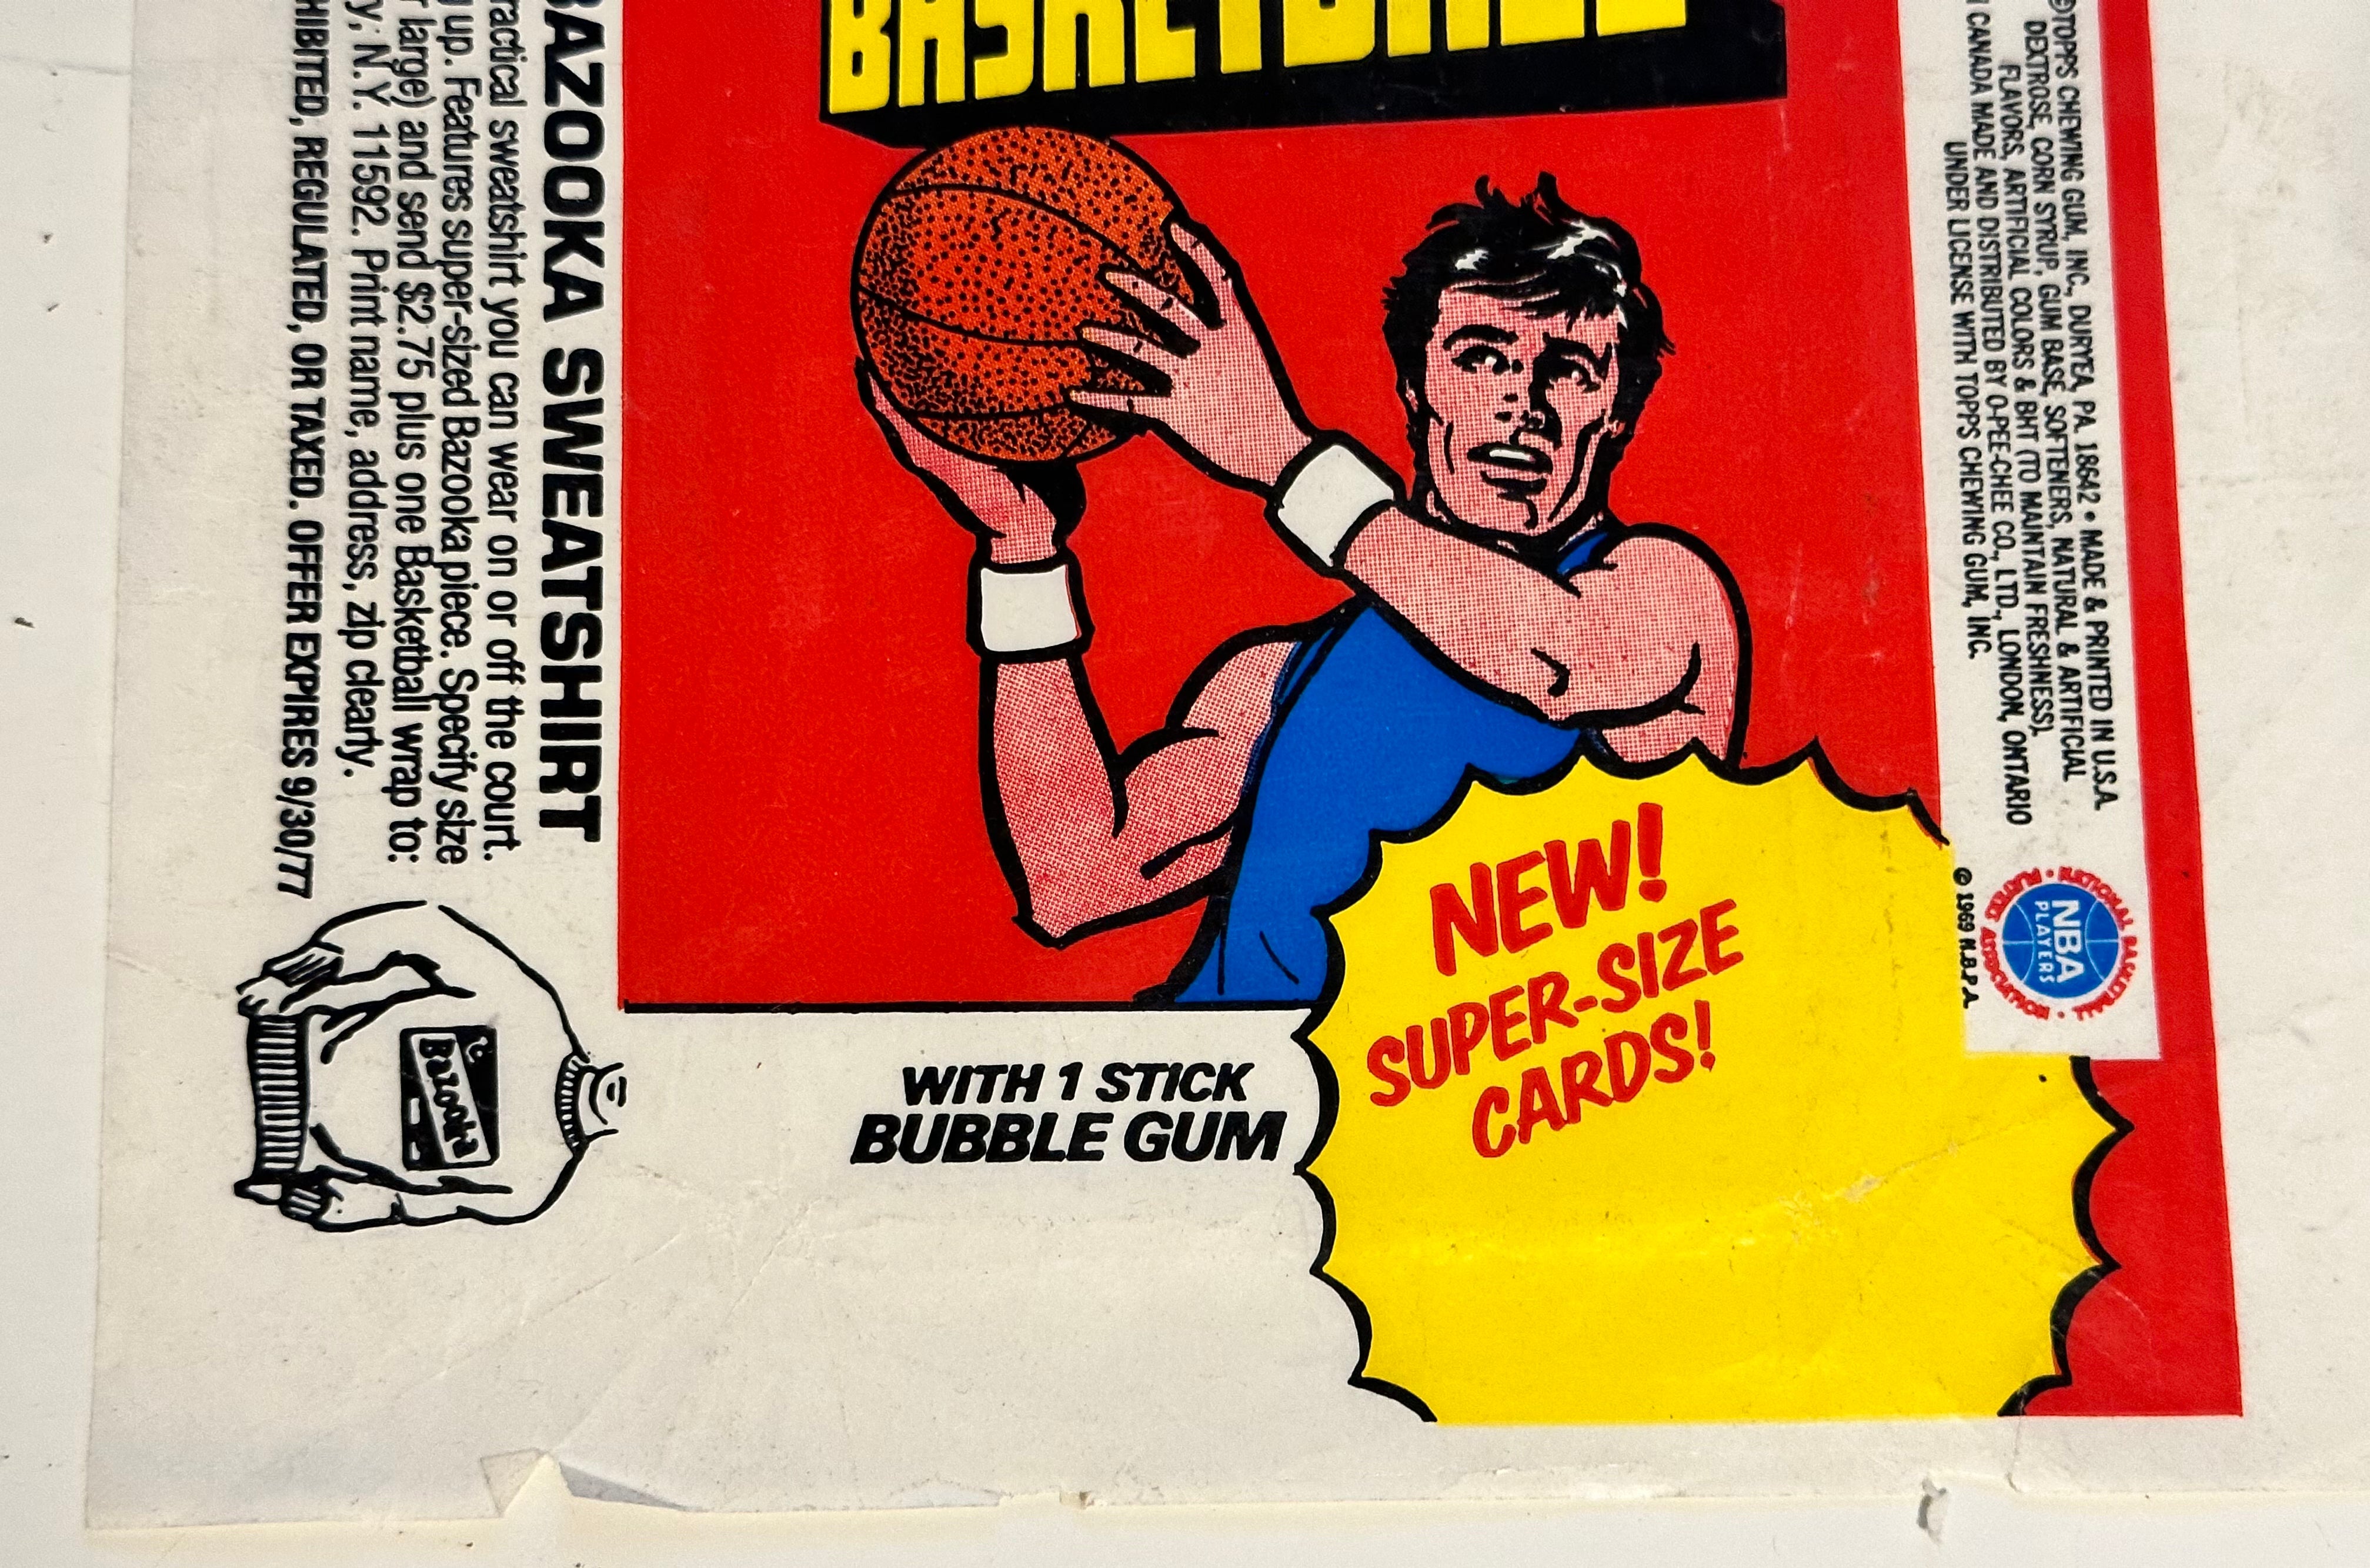 BASKETBALL
NEW!
SUPER-SIZE
CARDS!
WITH 1 STICK
BUBBLE GUM
BAZOOKA SWEATSHIRT
sweatshirt you can wear on or off the court.
up. Features super-sized Bazooka piece. Specify size
large) and send $2.75 plus one Basketball wrap to:
N.Y. 11592. Print name, address, zip clearly.
REGULATED, OR TAXED. OFFER EXPIRES 9/30/77
Bazooka
©TOPPS CHEWING GUM, INC., DURYEA, PA. 18642 • MADE & PRINTED IN U.S.A.
DEXTROSE, CORN SYRUP, GUM BASE, SOFTENERS, NATURAL & ARTIFICIAL
FLAVORS, ARTIFICIAL COLORS & BHT (TO MAINTAIN FRESHNESS).
CANADA MADE AND DISTRIBUTED BY O-PEE-CHEE CO., LTD., LONDON, ONTARIO
UNDER LICENSE WITH TOPPS CHEWING GUM, INC.
NATIONAL BASKETBALL PLAYERS ASSOCIATION
NBA
PLAYERS
© 1969 N.B.P.A.